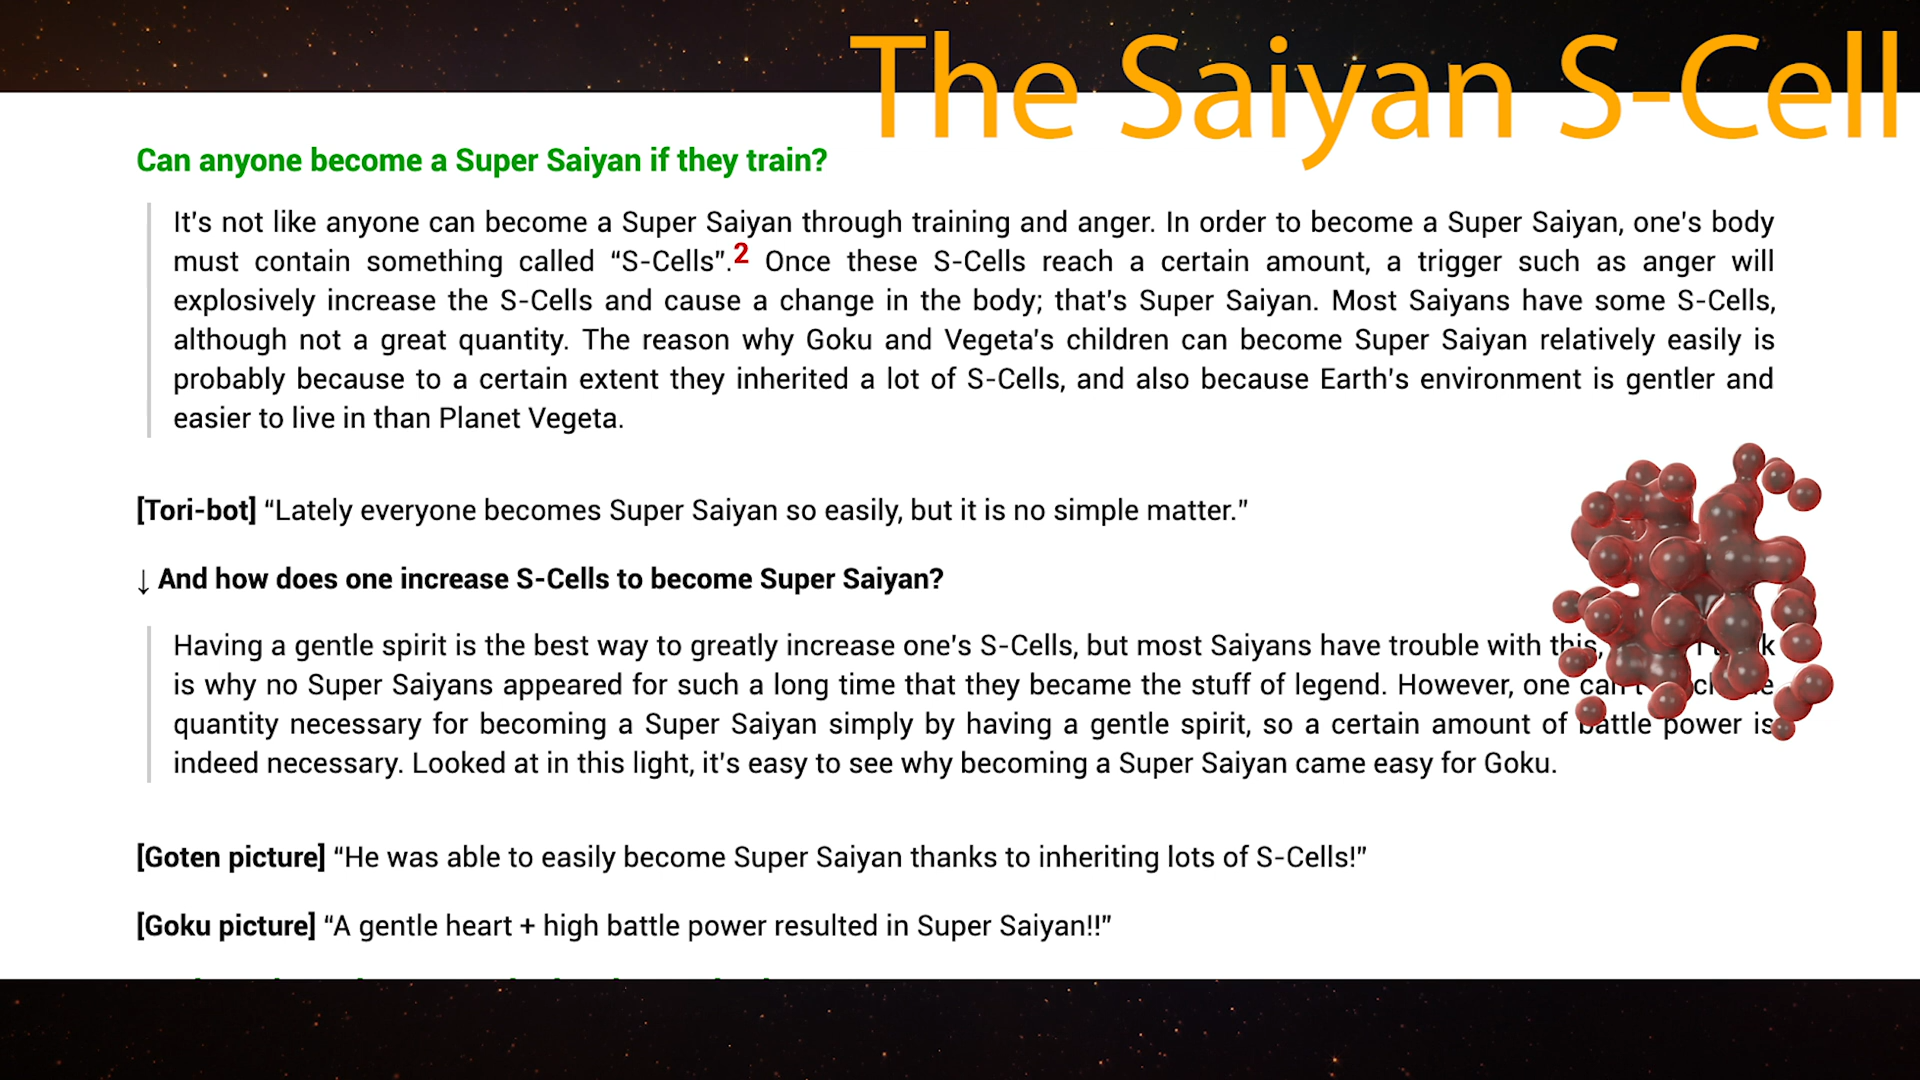 The Saiyan S-Cell
Can anyone become a Super Saiyan if they train?
It's not like anyone can become a Super Saiyan through training and anger. In order to become a Super Saiyan, one's body
must contain something called “S-Cells”.2 Once these S-Cells reach a certain amount, a trigger such as anger will
explosively increase the S-Cells and cause a change in the body; that's Super Saiyan. Most Saiyans have some S-Cells,
although not a great quantity. The reason why Goku and Vegeta's children can become Super Saiyan relatively easily is
probably because to a certain extent they inherited a lot of S-Cells, and also because Earth's environment is gentler and
easier to live in than Planet Vegeta.
[Tori-bot] “Lately everyone becomes Super Saiyan so easily, but it is no simple matter.”
↓ And how does one increase S-Cells to become Super Saiyan?
Having a gentle spirit is the best way to greatly increase one's S-Cells, but most Saiyans have trouble with this,
is why no Super Saiyans appeared for such a long time that they became the stuff of legend. However, one can't
quantity necessary for becoming a Super Saiyan simply by having a gentle spirit, so a certain amount of battle power is
indeed necessary. Looked at in this light, it's easy to see why becoming a Super Saiyan came easy for Goku.
[Goten picture] “He was able to easily become Super Saiyan thanks to inheriting lots of S-Cells!”
[Goku picture] “A gentle heart + high battle power resulted in Super Saiyan!!”